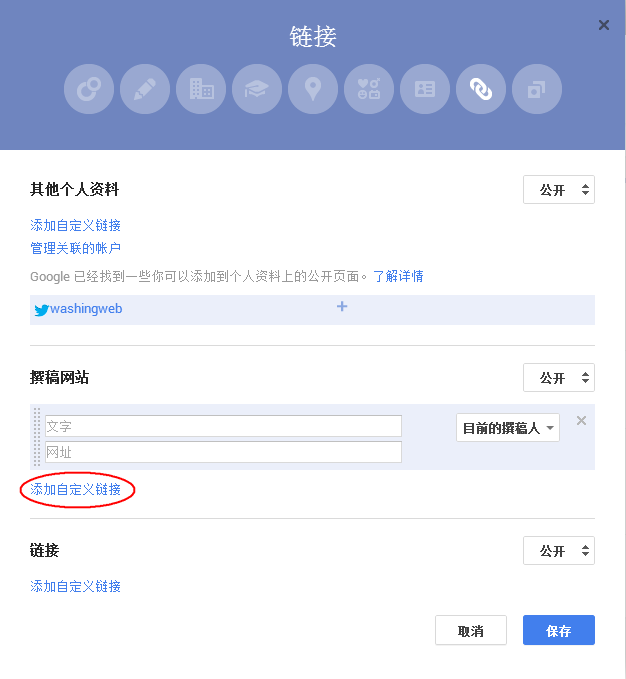 链接
其他个人资料
公开
添加自定义链接
管理关联的帐户
Google 已经找到一些你可以添加到个人资料上的公开页面。了解详情
washingweb
撰稿网站
公开
文字
目前的撰稿人
网址
添加自定义链接
链接
公开
添加自定义链接
取消
保存